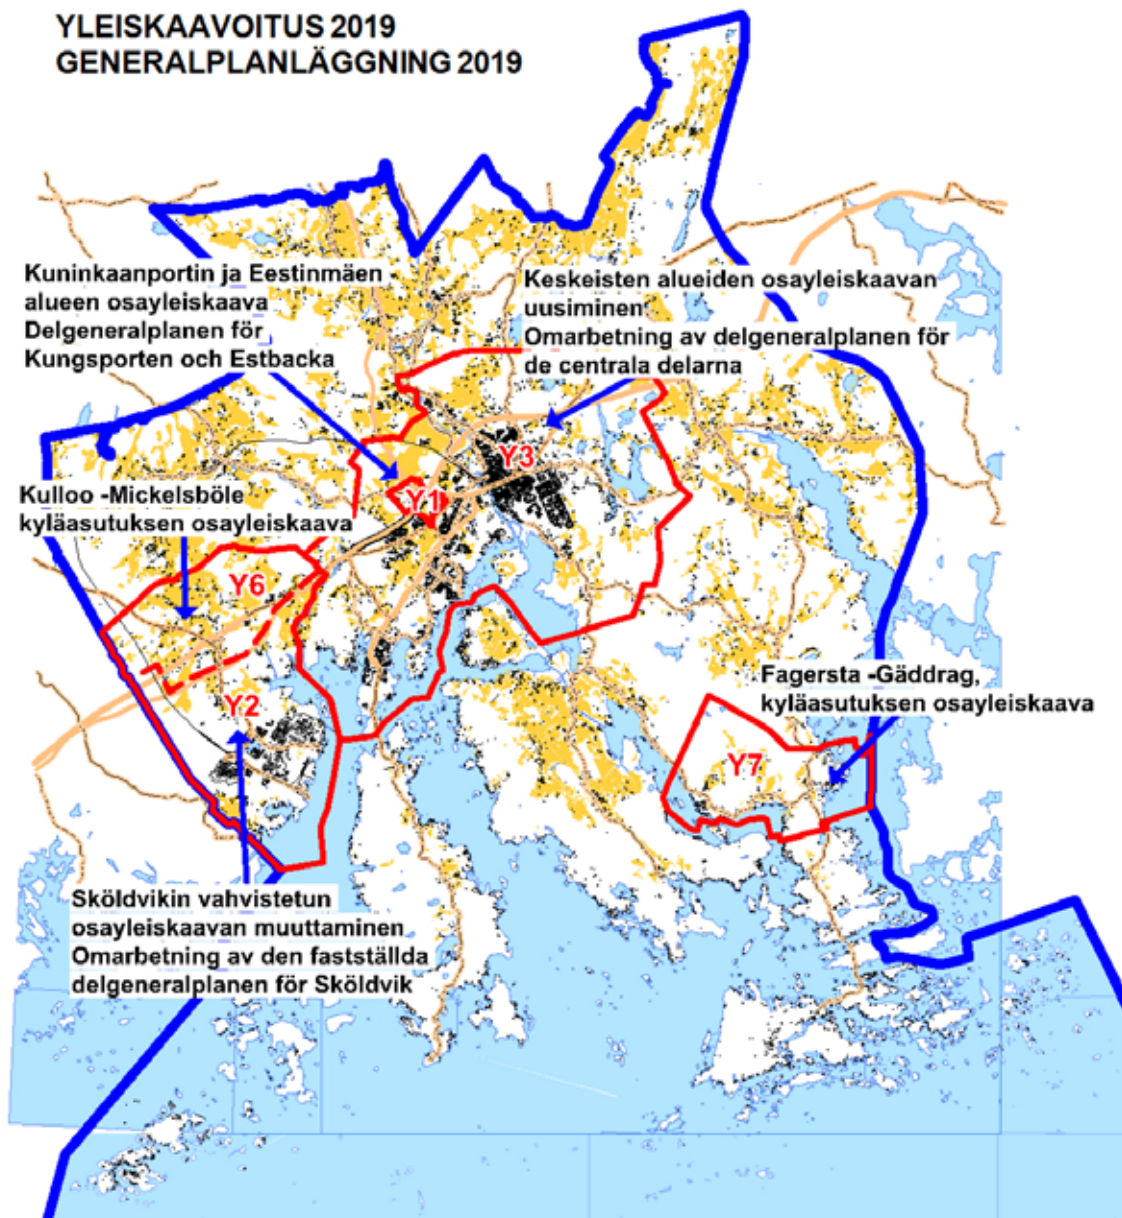 YLEISKAAVOITUS 2019
GENERALPLANLÄGGNING 2019
Kuninkaanportin ja Eestinmäen
alueen osayleiskaava
Delgeneralplanen för
Kungsporten och Estbacka
Keskeisten alueiden osayleiskaavan
uusiminen
Omarbetning av delgeneralplanen för
de centrala delarna
Y3
Y1
Kulloo -Mickelsböle
kyläasutuksen osayleiskaava
Y6
Y2
Fagersta -Gäddrag,
kyläasutuksen osayleiskaava
Y7
Sköldvikin vahvistetun
osayleiskaavan muuttaminen
Omarbetning av den fastställda
delgeneralplanen för Sköldvik